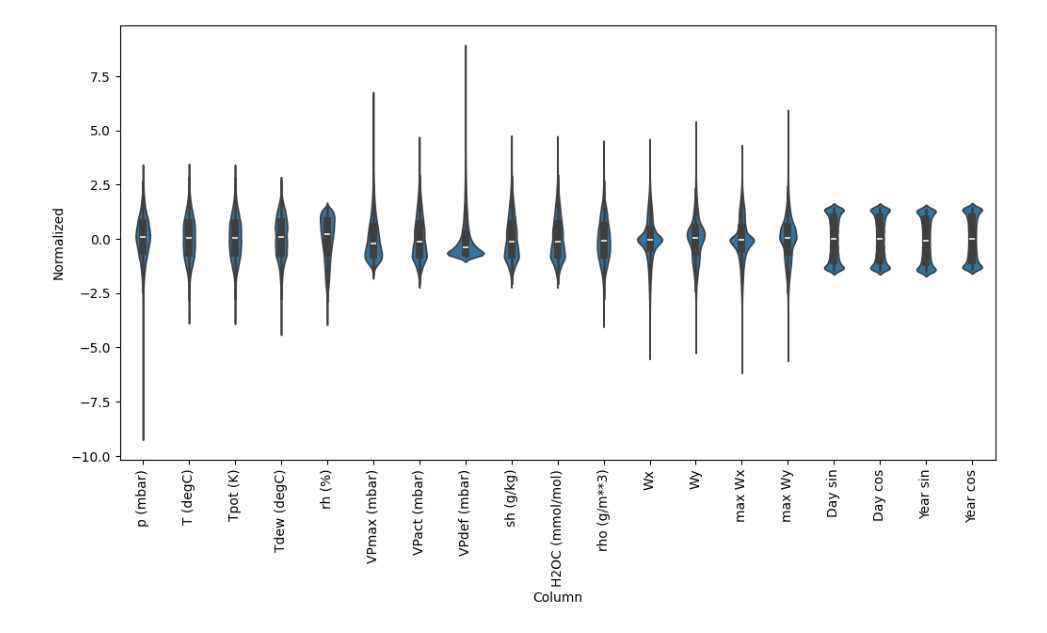 7.5
5.0
2.5
0.0
−2.5
−5.0
−7.5
−10.0
Normalized
p (mbar)
T (degC)
Tpot (K)
Tdew (degC)
rh (%)
VPmax (mbar)
VPact (mbar)
VPdef (mbar)
sh (g/kg)
H2OC (mmol/mol)
rho (g/m**3)
Wx
Wy
max Wx
max Wy
Day sin
Day cos
Year sin
Year cos
Column